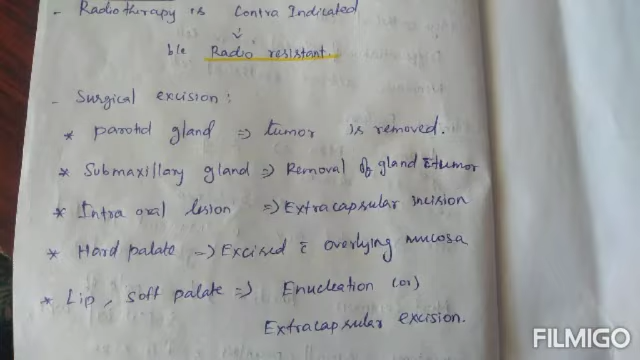 - Radiotherapy is Contra Indicated
↓
b/c Radio resistant.
- Surgical excision :
* parotid gland => tumor is removed.
* Submaxillary gland => Removal of gland c̄ tumor
* Intra oral lesion => Extracapsular incision
* Hard palate => Excised c̄ overlying mucosa
* Lip, soft palate => Enucleation (or)
Extracapsular excision.
FILMIGO